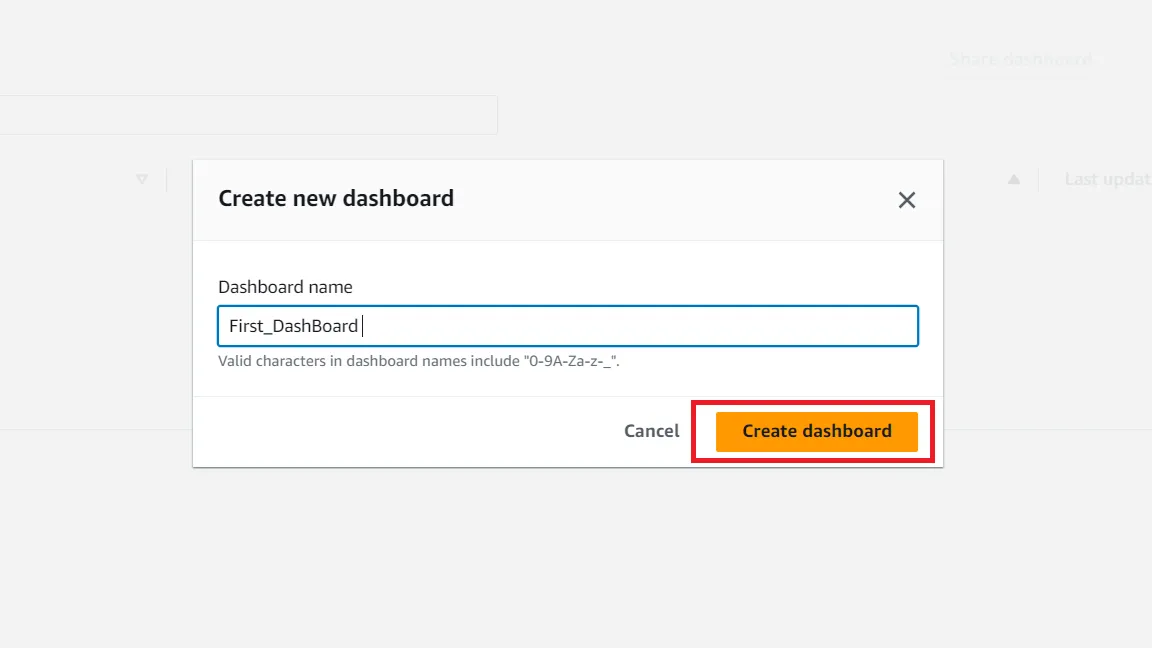 Share dashboard
Last updat
Create new dashboard
Dashboard name
First_DashBoard
Valid characters in dashboard names include "0-9A-Za-z-_".
Cancel
Create dashboard